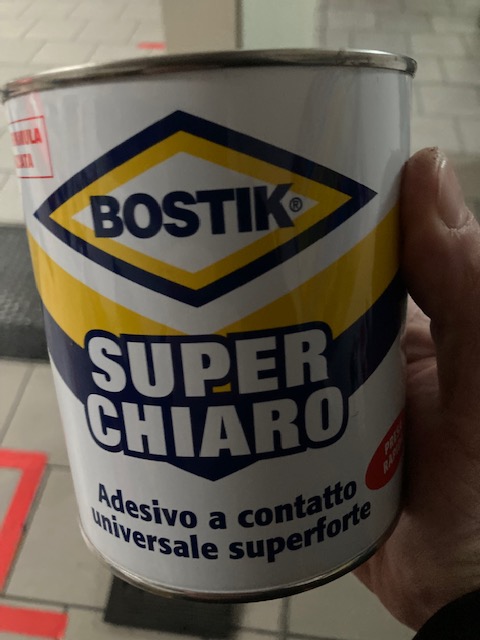 BOSTIK®
SUPER
CHIARO
Adesivo a contatto
universale superforte